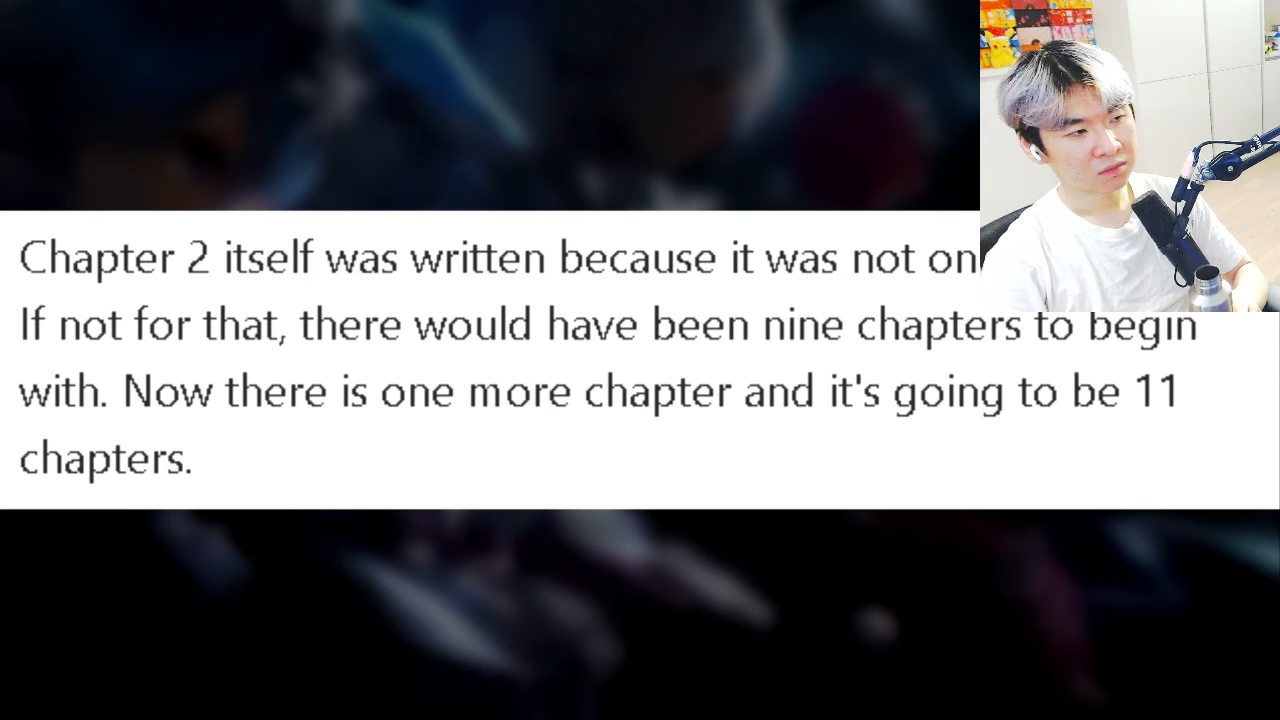 Chapter 2 itself was written because it was not on
If not for that, there would have been nine chapters to begin
with. Now there is one more chapter and it's going to be 11
chapters.